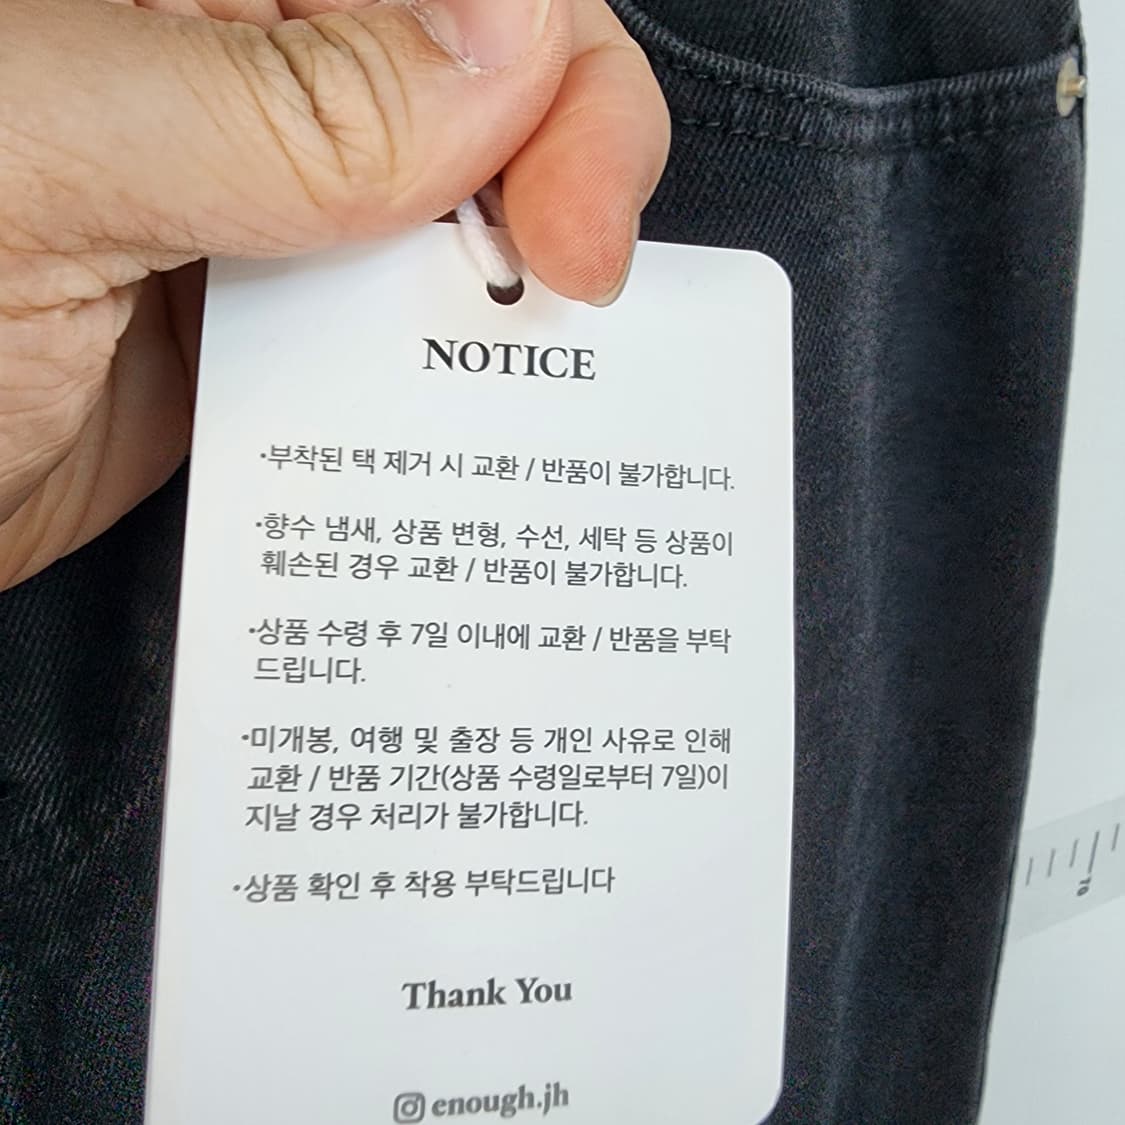 NOTICE
·부착된 택 제거 시 교환 / 반품이 불가합니다.
·향수 냄새, 상품 변형, 수선, 세탁 등 상품이
훼손된 경우 교환 / 반품이 불가합니다.
·상품 수령 후 7일 이내에 교환 / 반품을 부탁
드립니다.
·미개봉, 여행 및 출장 등 개인 사유로 인해
교환 / 반품 기간(상품 수령일로부터 7일)이
지날 경우 처리가 불가합니다.
·상품 확인 후 착용 부탁드립니다
Thank You
enough.jh